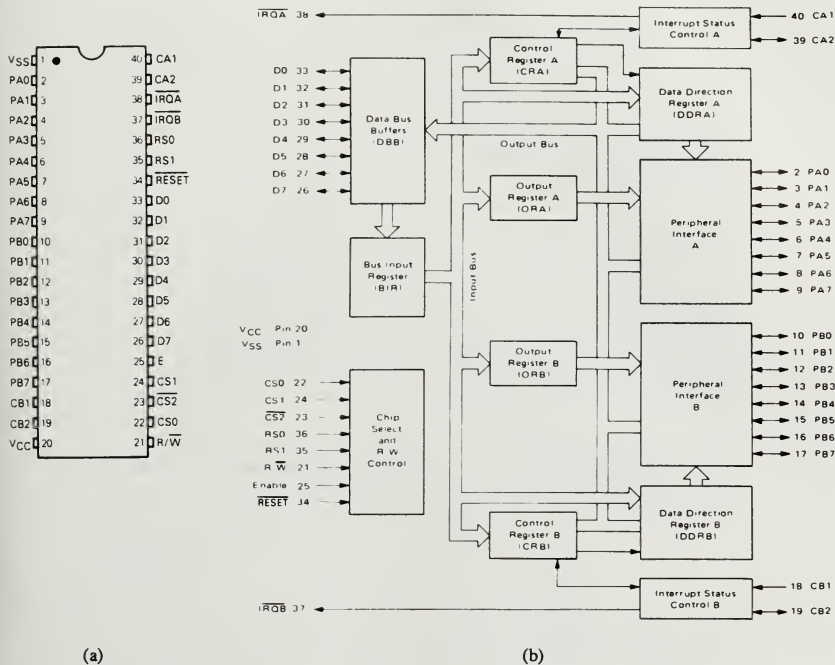 VSS 1
PA0 2
PA1 3
PA2 4
PA3 5
PA4 6
PA5 7
PA6 8
PA7 9
PB0 10
PB1 11
PB2 12
PB3 13
PB4 14
PB5 15
PB6 16
PB7 17
CB1 18
CB2 19
VCC 20
40 CA1
39 CA2
38 IRQA
37 IRQB
36 RS0
35 RS1
34 RESET
33 D0
32 D1
31 D2
30 D3
29 D4
28 D5
27 D6
26 D7
25 E
24 CS1
23 CS2
22 CS0
21 R/W
(a)
IRQA 38
D0 33
D1 32
D2 31
D3 30
D4 29
D5 28
D6 27
D7 26
Data Bus
Buffers
(DBB)
Bus Input
Register
(BIR)
VCC Pin 20
VSS Pin 1
CS0 22
CS1 24
CS2 23
RS0 36
RS1 35
R W 21
Enable 25
RESET 34
Chip
Select
and
R W
Control
IRQB 37
Control
Register A
(CRA)
Output Bus
Output
Register A
(ORA)
Input Bus
Output
Register B
(ORB)
Control
Register B
(CRB)
Interrupt Status
Control A
Data Direction
Register A
(DDRA)
Peripheral
Interface
A
Peripheral
Interface
B
Data Direction
Register B
(DDRB)
Interrupt Status
Control B
40 CA1
39 CA2
2 PA0
3 PA1
4 PA2
5 PA3
6 PA4
7 PA5
8 PA6
9 PA7
10 PB0
11 PB1
12 PB2
13 PB3
14 PB4
15 PB5
16 PB6
17 PB7
18 CB1
19 CB2
(b)